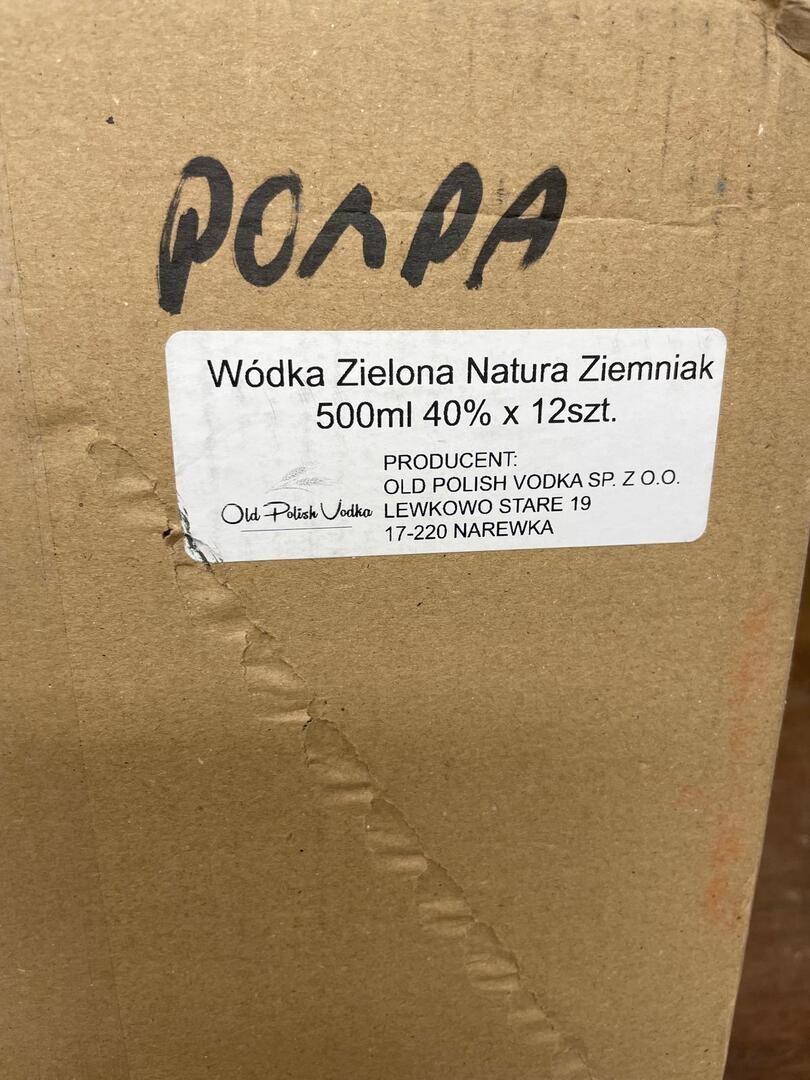 POMPA
Wódka Zielona Natura Ziemniak
500ml 40% x 12szt.
PRODUCENT:
OLD POLISH VODKA SP. Z O.O.
Old Polish Vodka LEWKOWO STARE 19
17-220 NAREWKA